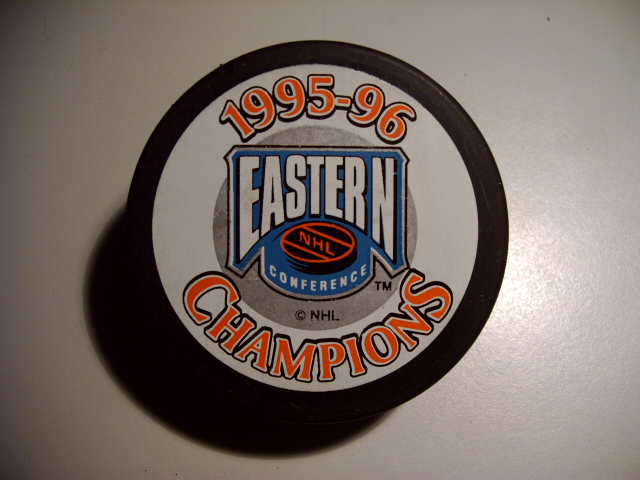 1995-96
EASTERN
NHL
CONFERENCE
TM
© NHL
CHAMPIONS